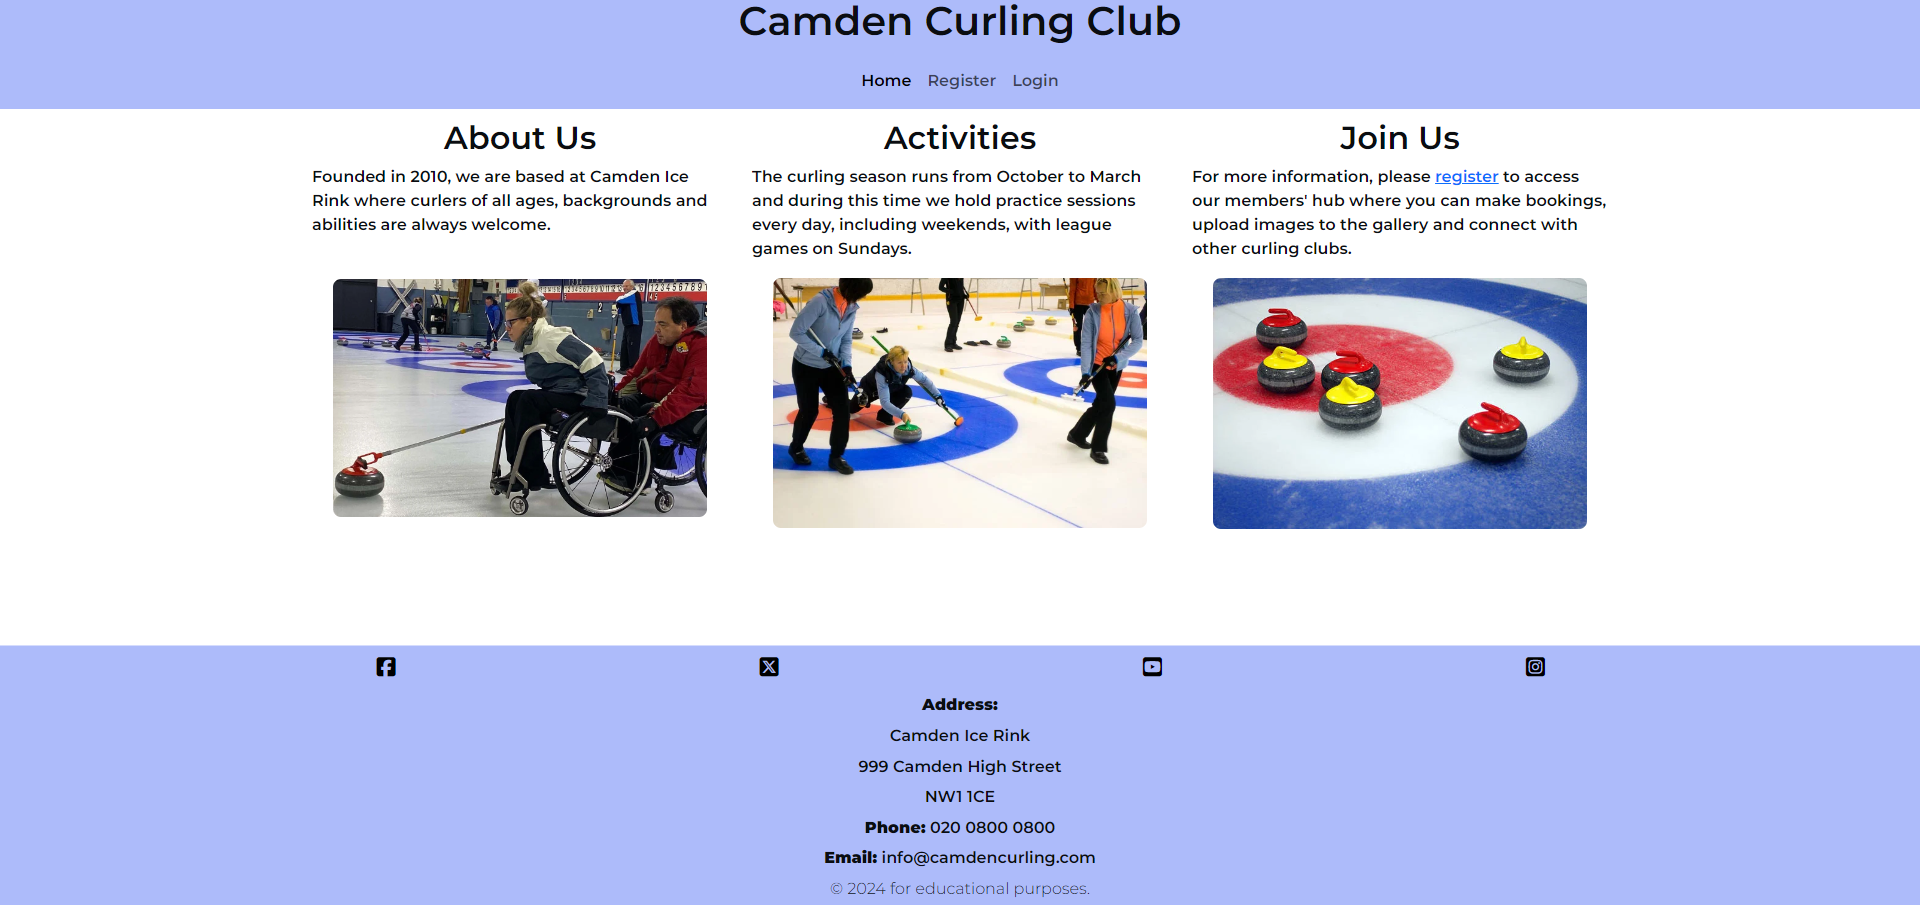 Camden Curling Club
Home Register Login
About Us
Founded in 2010, we are based at Camden Ice
Rink where curlers of all ages, backgrounds and
abilities are always welcome.
Activities
The curling season runs from October to March
and during this time we hold practice sessions
every day, including weekends, with league
games on Sundays.
Join Us
For more information, please register to access
our members' hub where you can make bookings,
upload images to the gallery and connect with
other curling clubs.
Address:
Camden Ice Rink
999 Camden High Street
NW1 1CE
Phone: 020 0800 0800
Email: info@camdencurling.com
© 2024 for educational purposes.